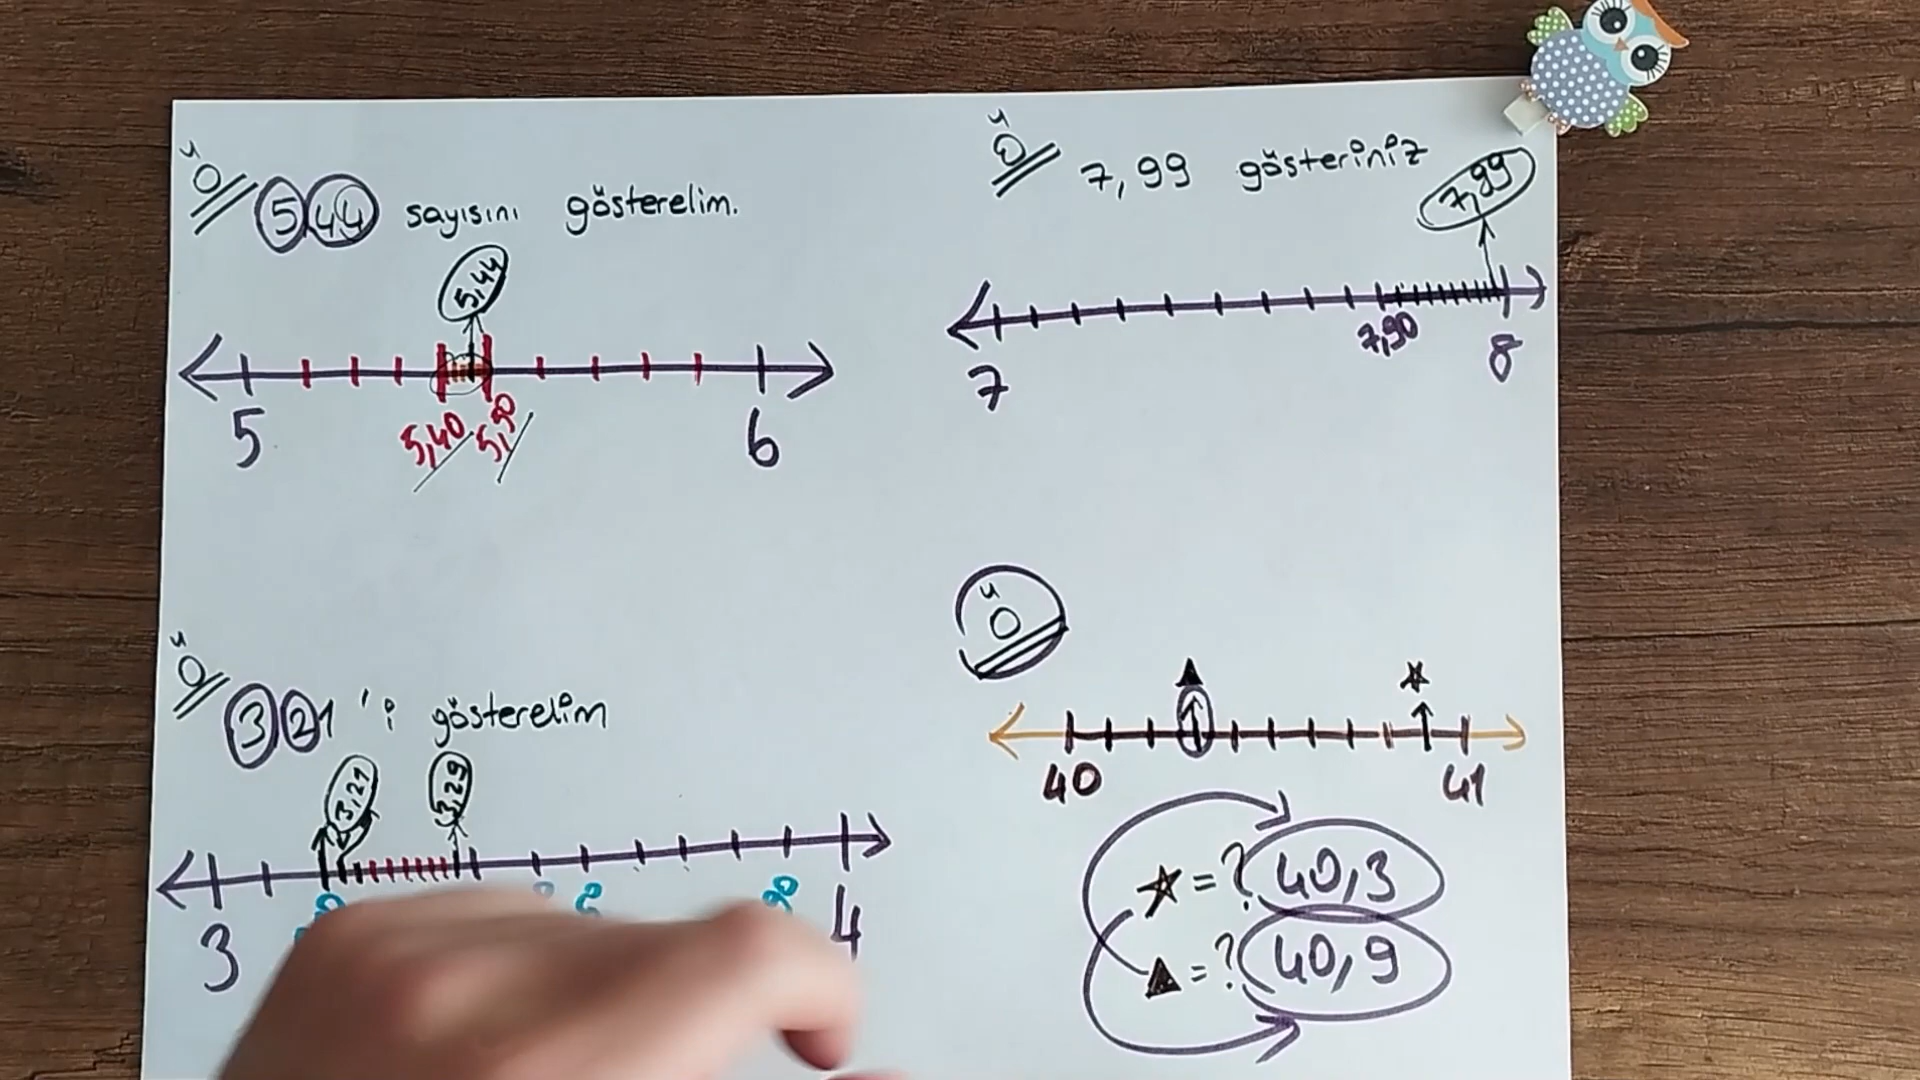 Ö
5,44 sayısını gösterelim.
5,44
5 5,40 5,50 6
Ö
7,99 gösteriniz
7,99
7 7,90 8
Ö
3,21'i gösterelim
3,21 3,29
3 4
Ö
▲ ☆
40 41
☆ = ? 40,3
▲ = ? 40,9